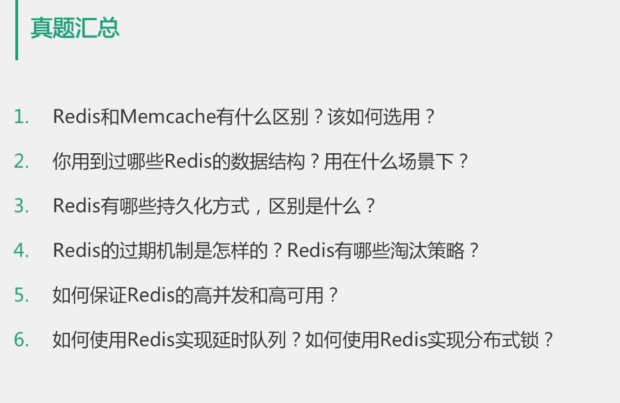 真题汇总
1. Redis和Memcache有什么区别？该如何选用？
2. 你用到过哪些Redis的数据结构？用在什么场景下？
3. Redis有哪些持久化方式，区别是什么？
4. Redis的过期机制是怎样的？Redis有哪些淘汰策略？
5. 如何保证Redis的高并发和高可用？
6. 如何使用Redis实现延时队列？如何使用Redis实现分布式锁？